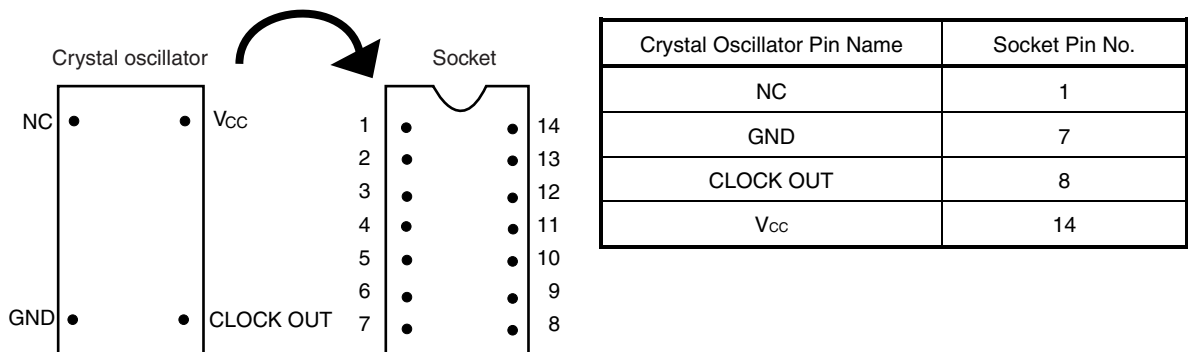 Crystal oscillator
Socket
NC
VCC
GND
CLOCK OUT
1
14
2
13
3
12
4
11
5
10
6
9
7
8
Crystal Oscillator Pin Name Socket Pin No.
NC 1
GND 7
CLOCK OUT 8
VCC 14